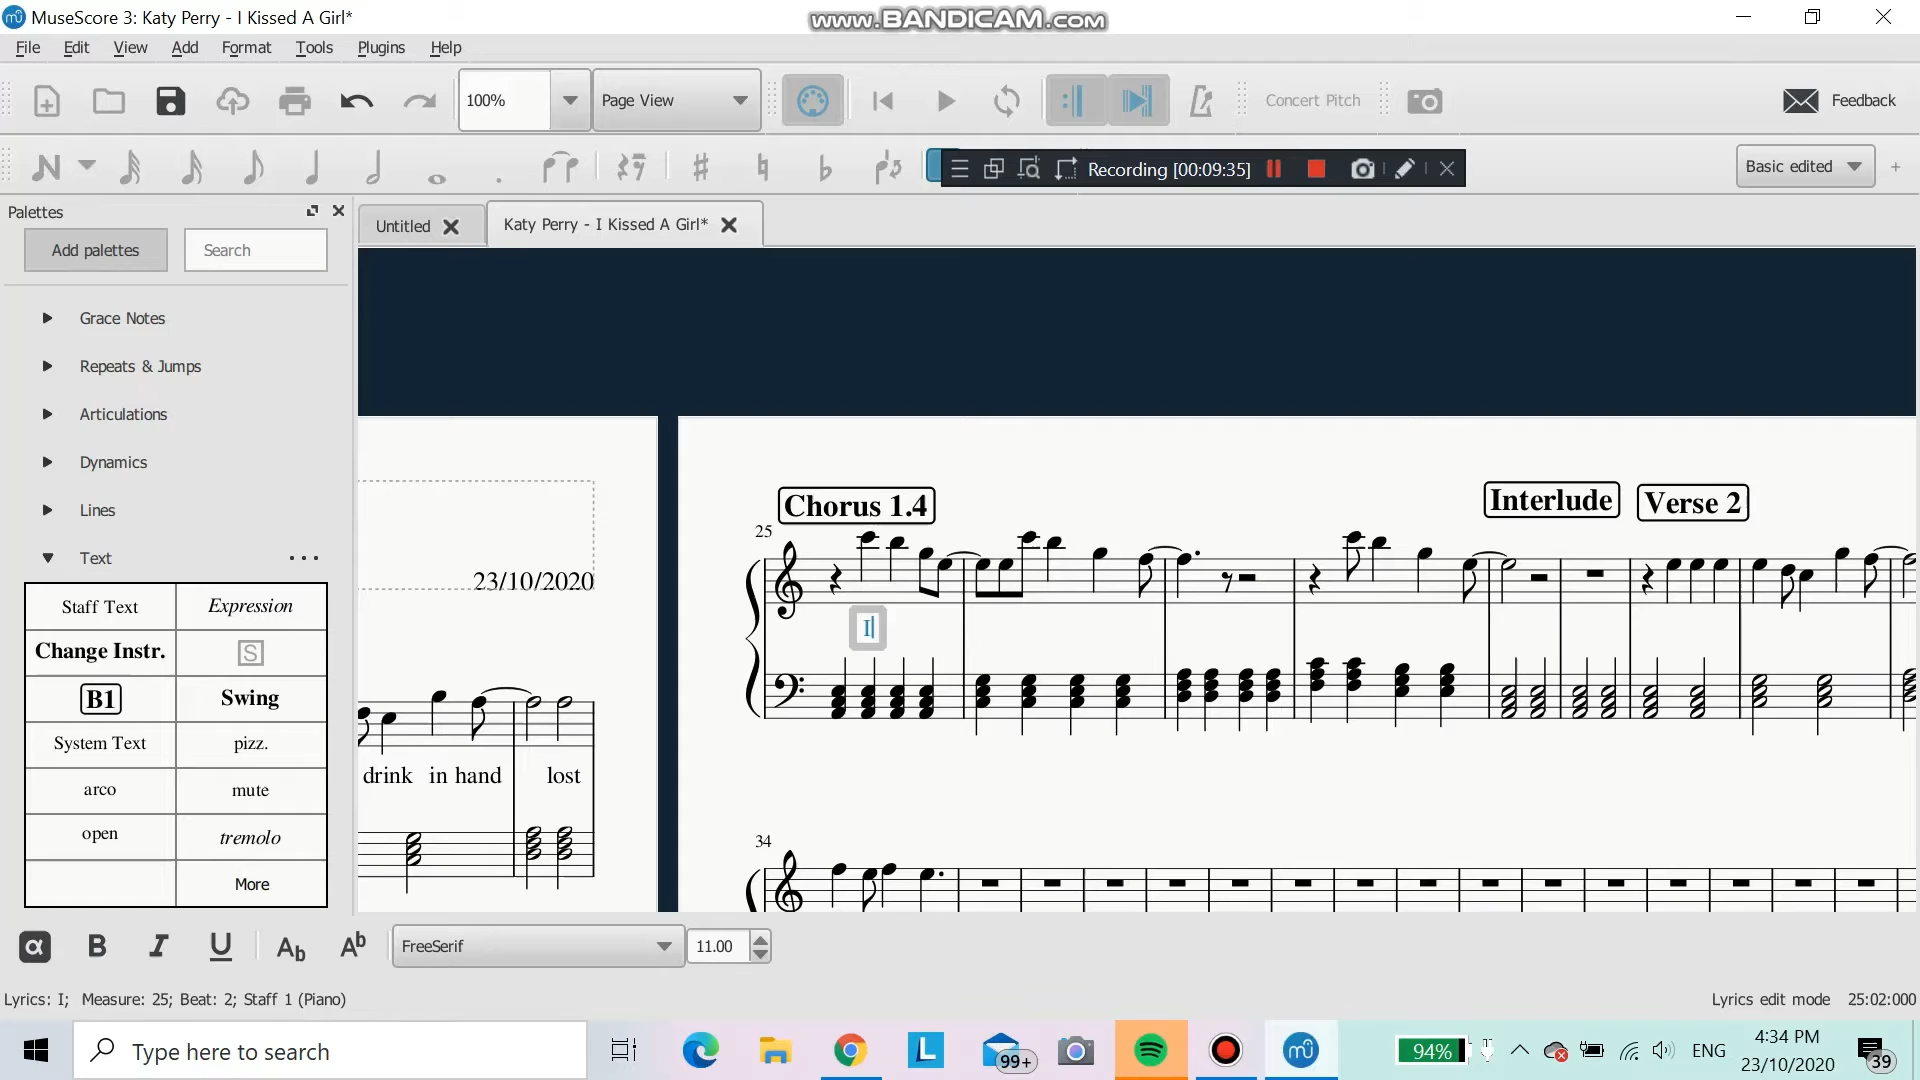 MuseScore 3: Katy Perry - I Kissed A Girl*
www.BANDICAM.com
File Edit View Add Format Tools Plugins Help
100%
Page View
Concert Pitch
Feedback
Recording [00:09:35]
Basic edited
Palettes
Untitled
Katy Perry - I Kissed A Girl*
Add palettes
Search
Grace Notes
Repeats & Jumps
Articulations
Dynamics
Lines
Text
Staff Text
Expression
Change Instr.
S
B1
Swing
System Text
pizz.
arco
mute
open
tremolo
More
23/10/2020
drink in hand lost
Chorus 1.4
Interlude
Verse 2
25
I
34
B I U Ab Ab
FreeSerif
11.00
Lyrics: I; Measure: 25; Beat: 2; Staff 1 (Piano)
Lyrics edit mode 25:02:000
Type here to search
L
99+
94%
ENG
4:34 PM
23/10/2020
39